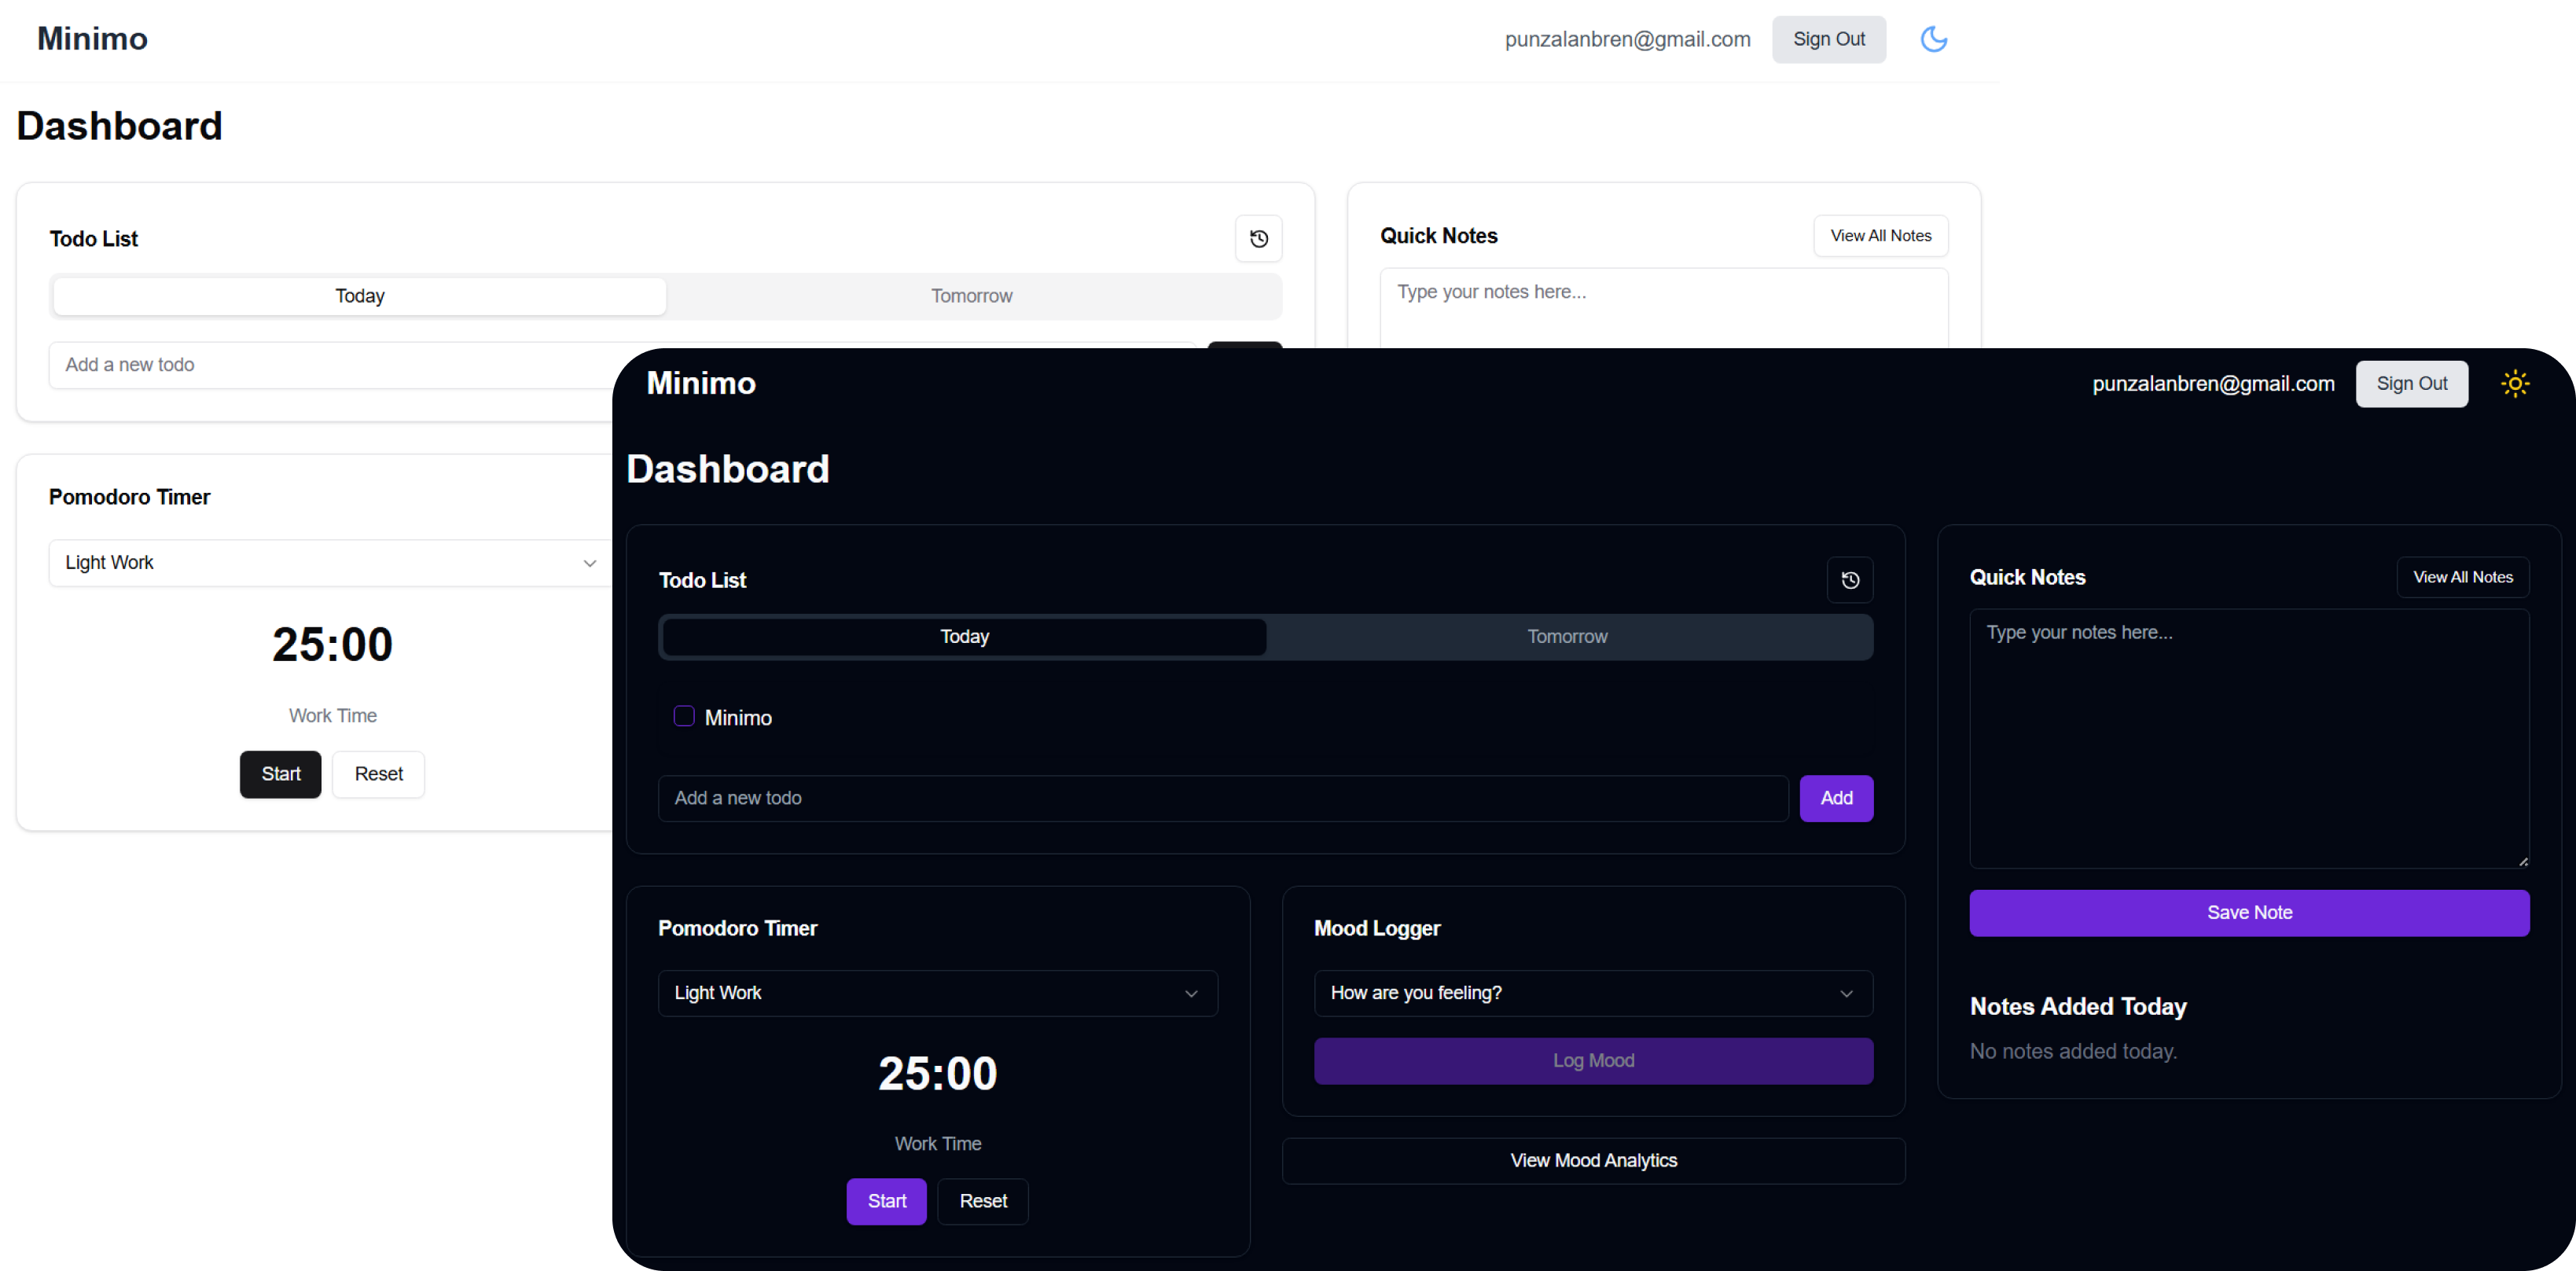 Minimo
punzalanbren@gmail.com
Sign Out
Dashboard
Todo List
Today
Tomorrow
Add a new todo
Quick Notes
View All Notes
Type your notes here...
Pomodoro Timer
Light Work
25:00
Work Time
Start
Reset
Minimo
punzalanbren@gmail.com
Sign Out
Dashboard
Todo List
Today
Tomorrow
Minimo
Add a new todo
Add
Pomodoro Timer
Light Work
25:00
Work Time
Start
Reset
Mood Logger
How are you feeling?
Log Mood
View Mood Analytics
Quick Notes
View All Notes
Type your notes here...
Save Note
Notes Added Today
No notes added today.